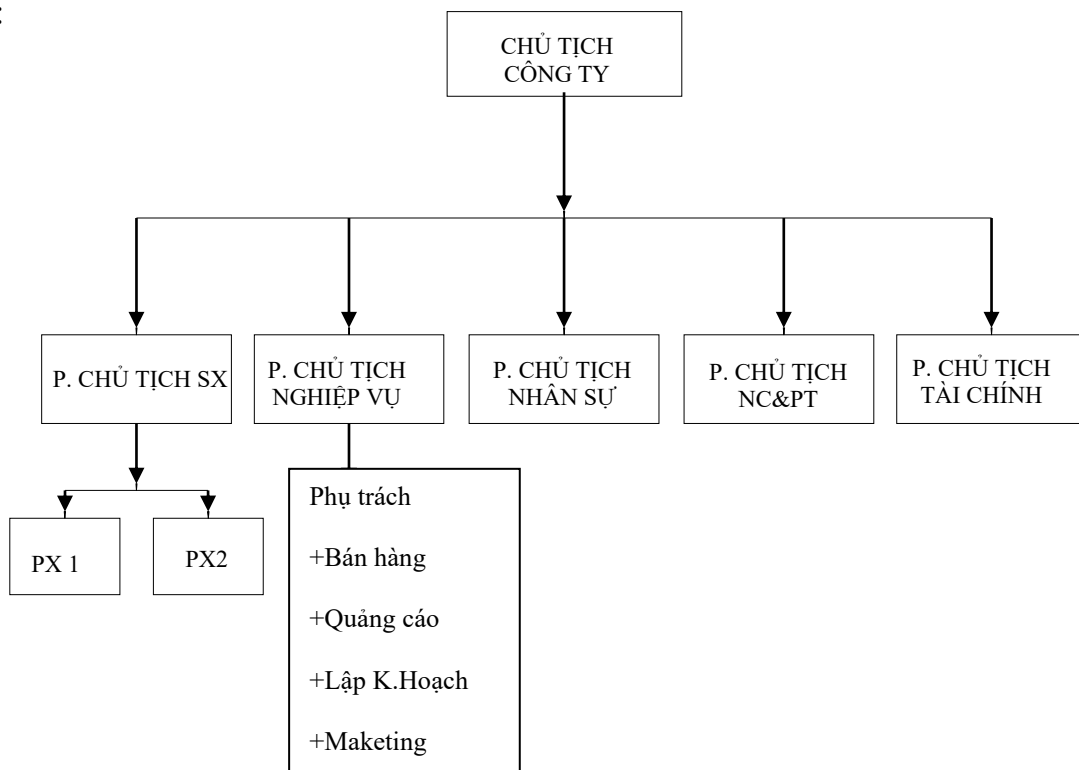 :
CHỦ TỊCH
CÔNG TY
P. CHỦ TỊCH SX
P. CHỦ TỊCH
NGHIỆP VỤ
P. CHỦ TỊCH
NHÂN SỰ
P. CHỦ TỊCH
NC&PT
P. CHỦ TỊCH
TÀI CHÍNH
PX 1
PX2
Phụ trách
+Bán hàng
+Quảng cáo
+Lập K.Hoạch
+Maketing